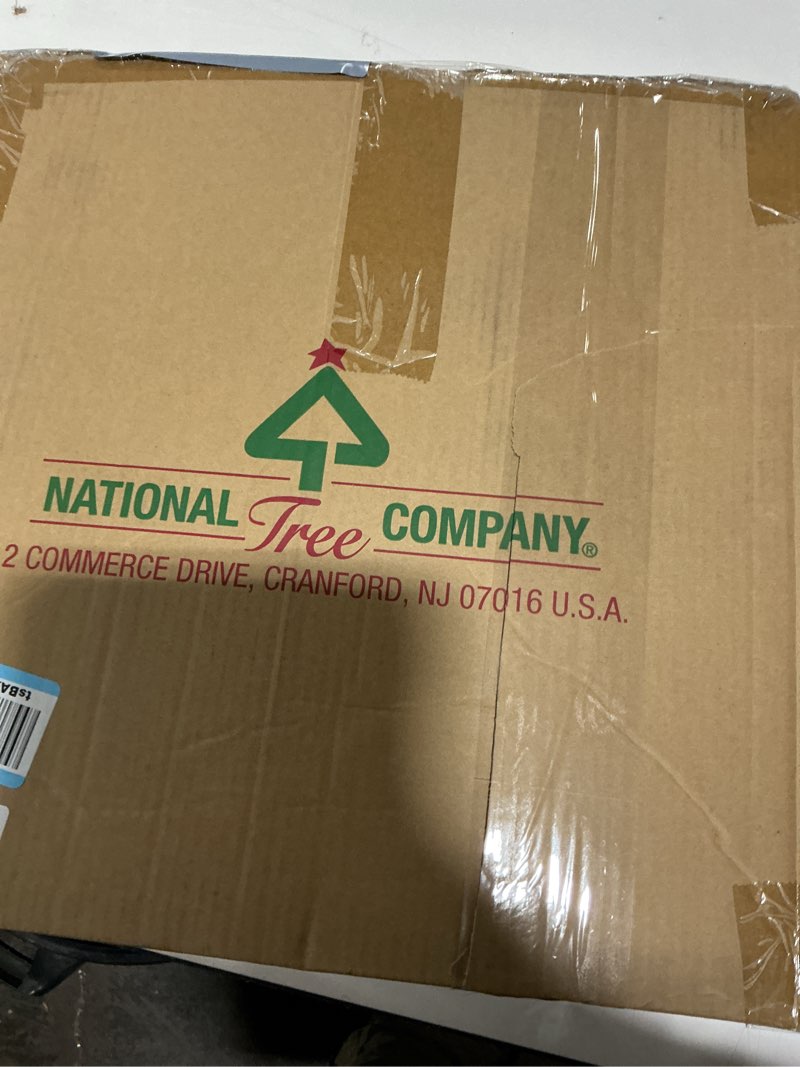 NATIONAL Tree COMPANY®
2 COMMERCE DRIVE, CRANFORD, NJ 07016 U.S.A.